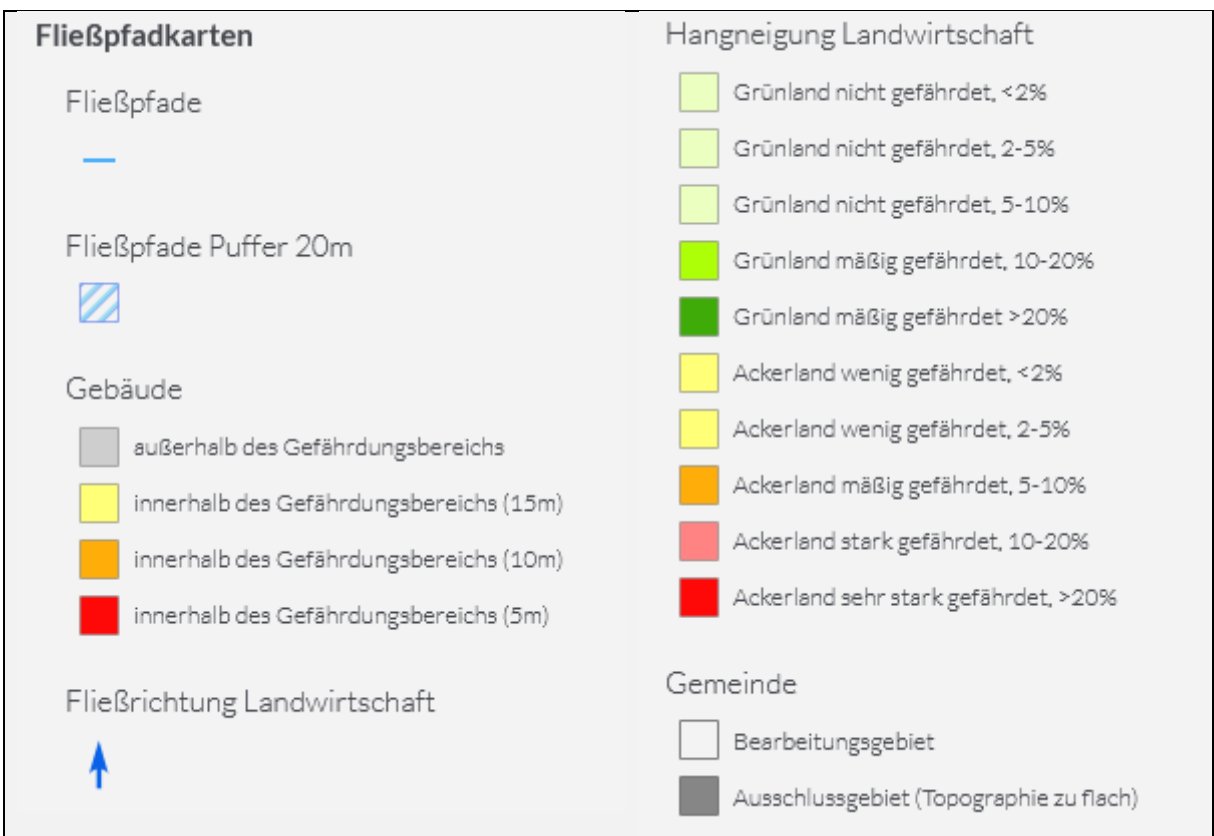 Fließpfadkarten
Fließpfade
Fließpfade Puffer 20m
Gebäude
außerhalb des Gefährdungsbereichs
innerhalb des Gefährdungsbereichs (15m)
innerhalb des Gefährdungsbereichs (10m)
innerhalb des Gefährdungsbereichs (5m)
Fließrichtung Landwirtschaft
Hangneigung Landwirtschaft
Grünland nicht gefährdet, <2%
Grünland nicht gefährdet, 2-5%
Grünland nicht gefährdet, 5-10%
Grünland mäßig gefährdet, 10-20%
Grünland mäßig gefährdet >20%
Ackerland wenig gefährdet, <2%
Ackerland wenig gefährdet, 2-5%
Ackerland mäßig gefährdet, 5-10%
Ackerland stark gefährdet, 10-20%
Ackerland sehr stark gefährdet, >20%
Gemeinde
Bearbeitungsgebiet
Ausschlussgebiet (Topographie zu flach)